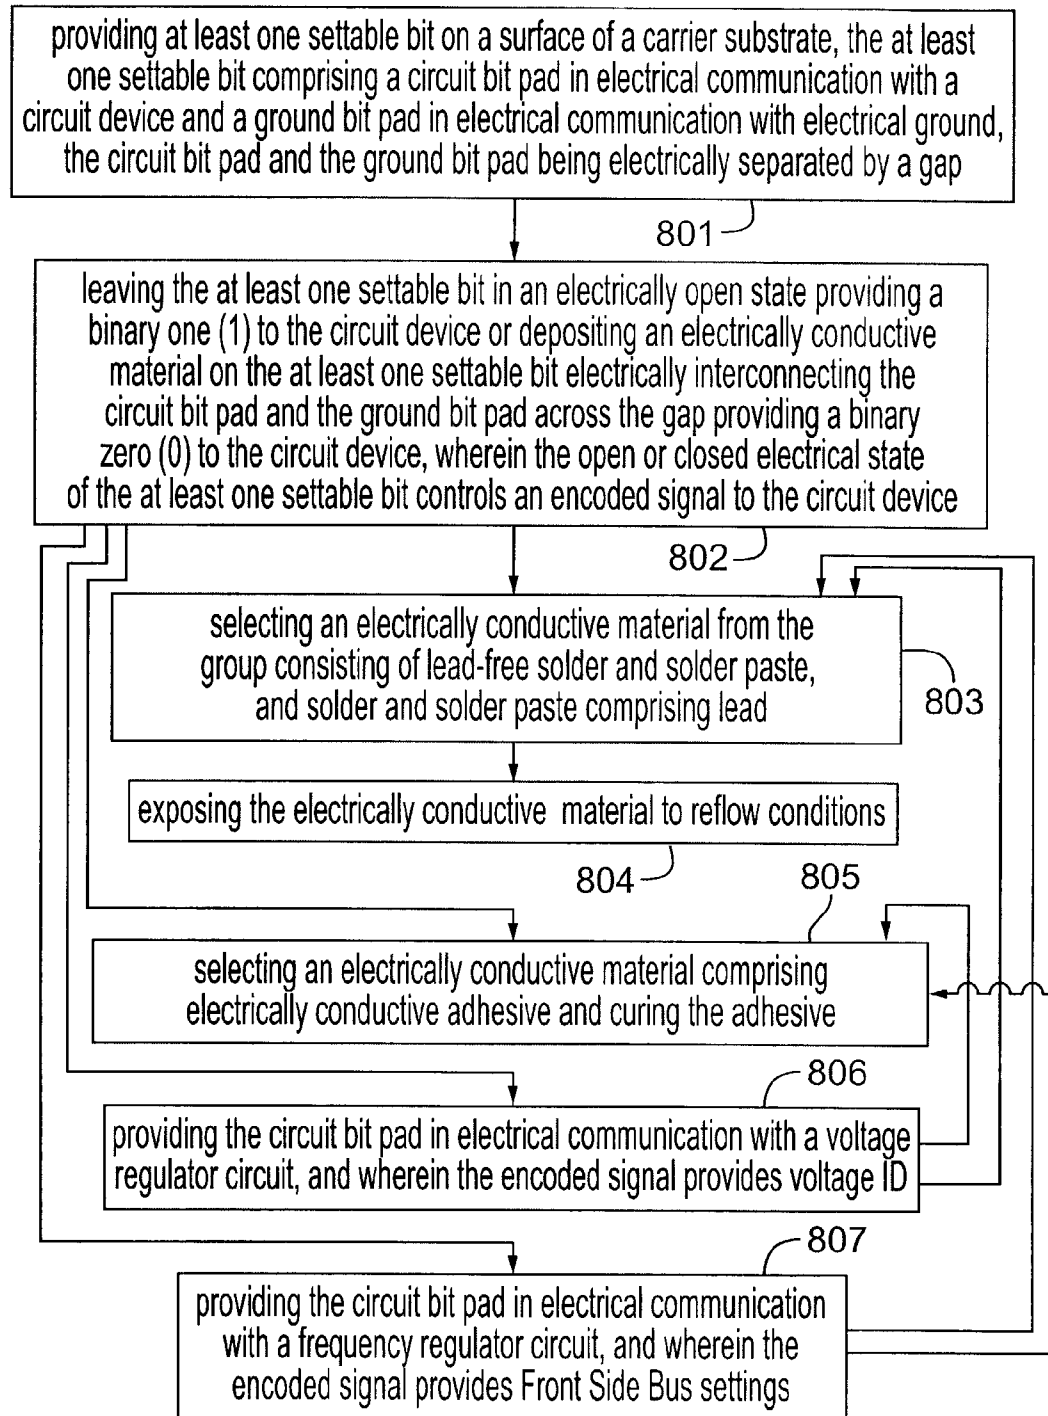 providing at least one settable bit on a surface of a carrier substrate, the at least
one settable bit comprising a circuit bit pad in electrical communication with a
circuit device and a ground bit pad in electrical communication with electrical ground,
the circuit bit pad and the ground bit pad being electrically separated by a gap
801
leaving the at least one settable bit in an electrically open state providing a
binary one (1) to the circuit device or depositing an electrically conductive
material on the at least one settable bit electrically interconnecting the
circuit bit pad and the ground bit pad across the gap providing a binary
zero (0) to the circuit device, wherein the open or closed electrical state
of the at least one settable bit controls an encoded signal to the circuit device
802
selecting an electrically conductive material from the
group consisting of lead-free solder and solder paste,
and solder and solder paste comprising lead
803
exposing the electrically conductive material to reflow conditions
804
805
selecting an electrically conductive material comprising
electrically conductive adhesive and curing the adhesive
806
providing the circuit bit pad in electrical communication with a voltage
regulator circuit, and wherein the encoded signal provides voltage ID
807
providing the circuit bit pad in electrical communication
with a frequency regulator circuit, and wherein the
encoded signal provides Front Side Bus settings